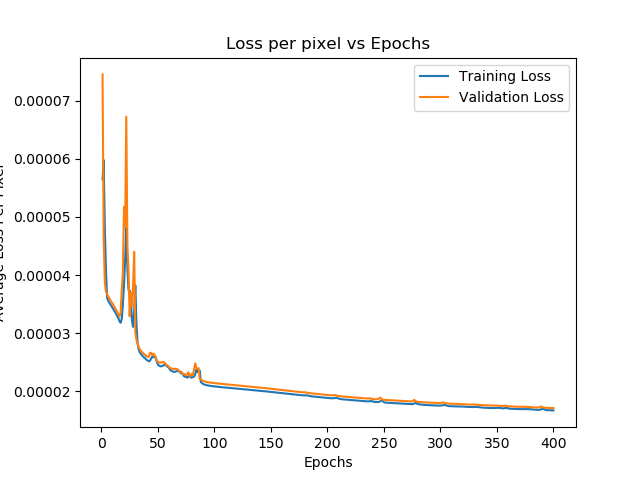 Loss per pixel vs Epochs
Training Loss
Validation Loss
0.00007
0.00006
0.00005
0.00004
0.00003
0.00002
Average Loss Per Pixel
0 50 100 150 200 250 300 350 400
Epochs